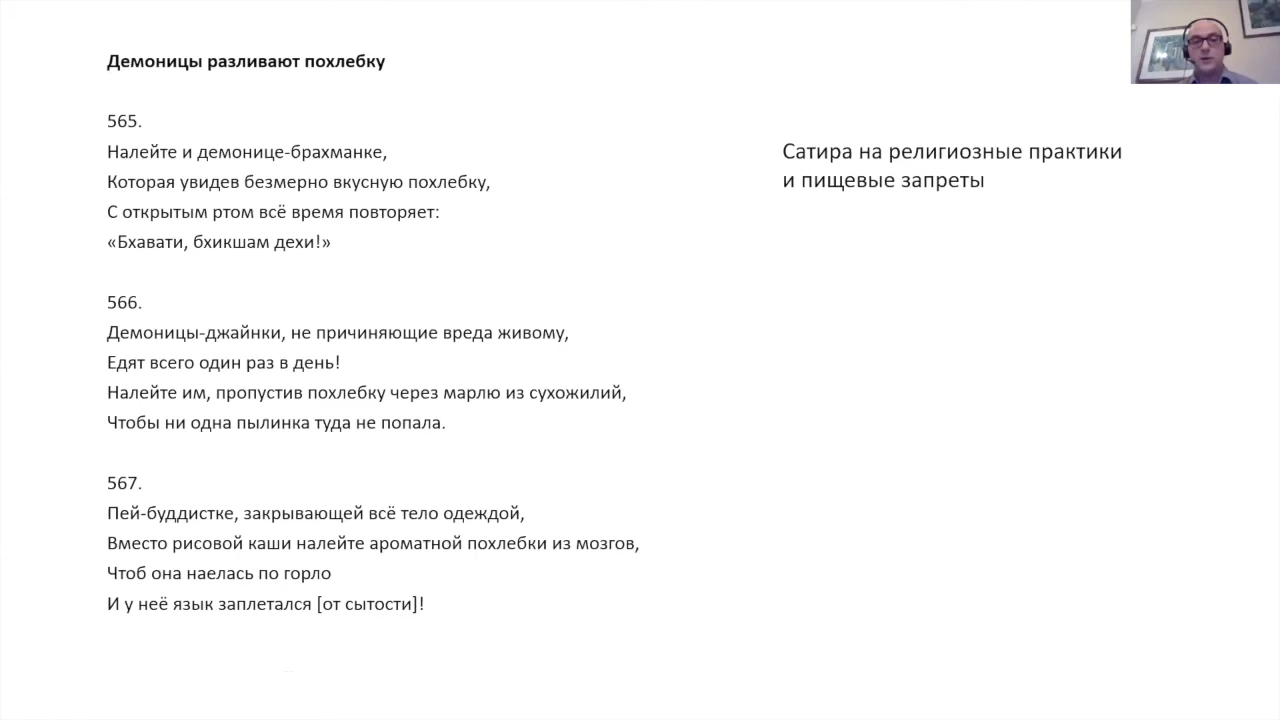 Демоницы разливают похлебку
565.
Налейте и демонице-брахманке,
Которая увидев безмерно вкусную похлебку,
С открытым ртом всё время повторяет:
«Бхавати, бхикшам дехи!»
566.
Демоницы-джайнки, не причиняющие вреда живому,
Едят всего один раз в день!
Налейте им, пропустив похлебку через марлю из сухожилий,
Чтобы ни одна пылинка туда не попала.
567.
Пей-буддистке, закрывающей всё тело одеждой,
Вместо рисовой каши налейте ароматной похлебки из мозгов,
Чтоб она наелась по горло
И у неё язык заплетался [от сытости]!
Сатира на религиозные практики
и пищевые запреты